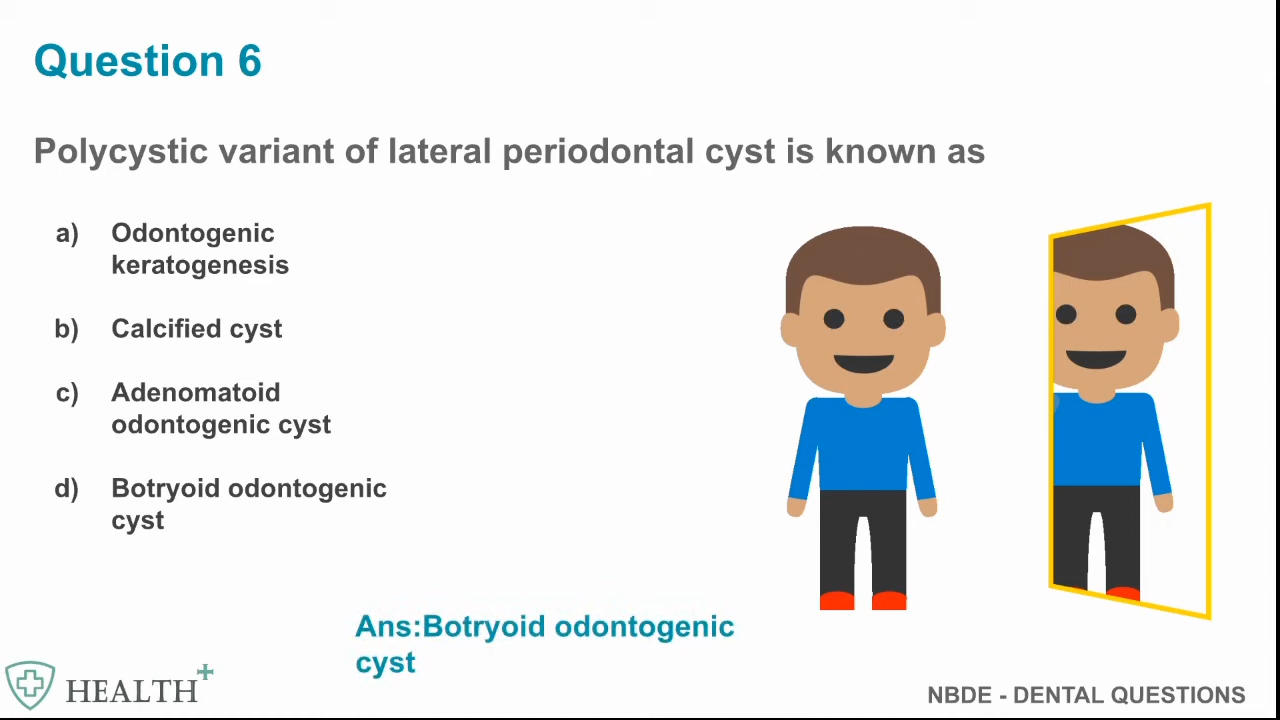 Question 6
Polycystic variant of lateral periodontal cyst is known as
a) Odontogenic
keratogenesis
b) Calcified cyst
c) Adenomatoid
odontogenic cyst
d) Botryoid odontogenic
cyst
Ans:Botryoid odontogenic
cyst
HEALTH+
NBDE - DENTAL QUESTIONS